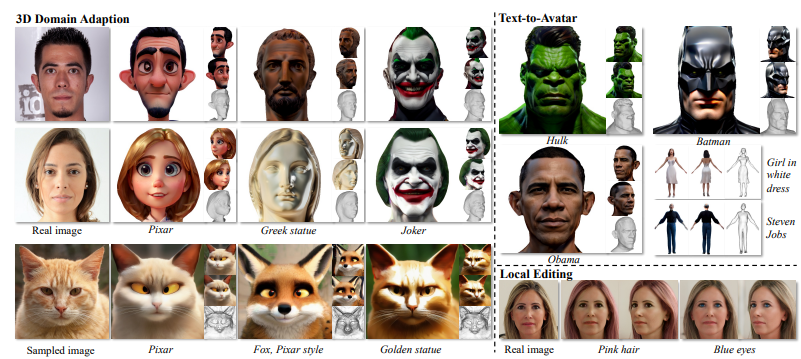 3D Domain Adaption
Real image
Pixar
Greek statue
Joker
Sampled image
Pixar
Fox, Pixar style
Golden statue
Text-to-Avatar
Hulk
Batman
Obama
Girl in
white
dress
Steven
Jobs
Local Editing
Real image
Pink hair
Blue eyes